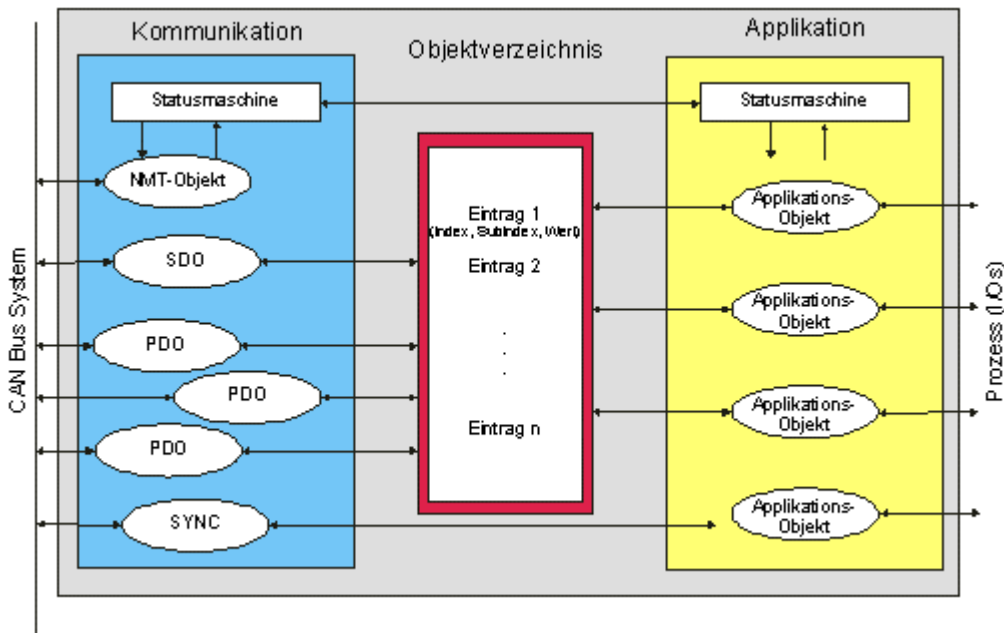 Kommunikation
Objektverzeichnis
Applikation
Statusmaschine
Statusmaschine
NMT-Objekt
SDO
PDO
PDO
PDO
SYNC
Eintrag 1
(Index, SubIndex, Wert)
Eintrag 2
.
.
.
Eintrag n
Applikations-
Objekt
Applikations-
Objekt
Applikations-
Objekt
Applikations-
Objekt
CAN Bus System
Prozess (I/Os)